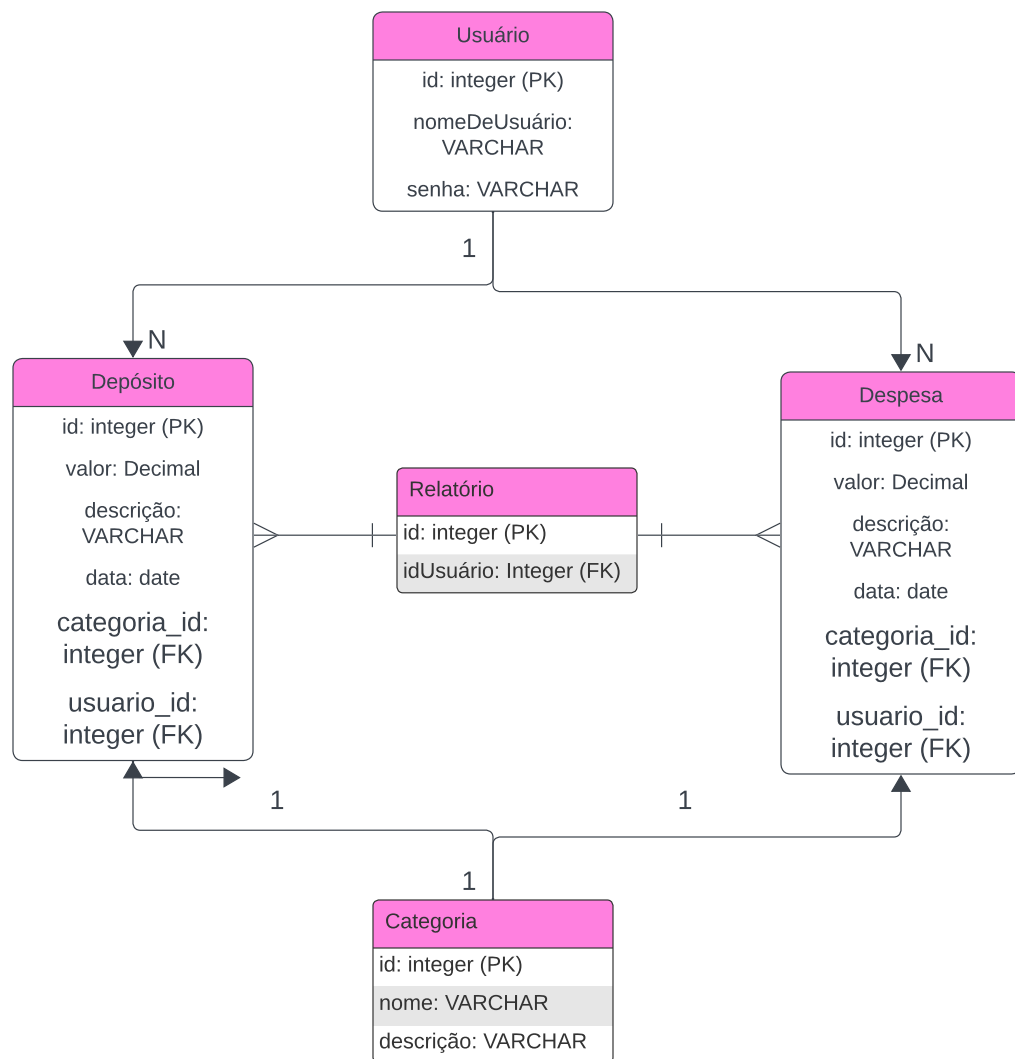 Usuário
id: integer (PK)
nomeDeUsuário:
VARCHAR
senha: VARCHAR
1
N
N
Depósito
id: integer (PK)
valor: Decimal
descrição:
VARCHAR
data: date
categoria_id:
integer (FK)
usuario_id:
integer (FK)
Relatório
id: integer (PK)
idUsuário: Integer (FK)
Despesa
id: integer (PK)
valor: Decimal
descrição:
VARCHAR
data: date
categoria_id:
integer (FK)
usuario_id:
integer (FK)
1
1
1
Categoria
id: integer (PK)
nome: VARCHAR
descrição: VARCHAR